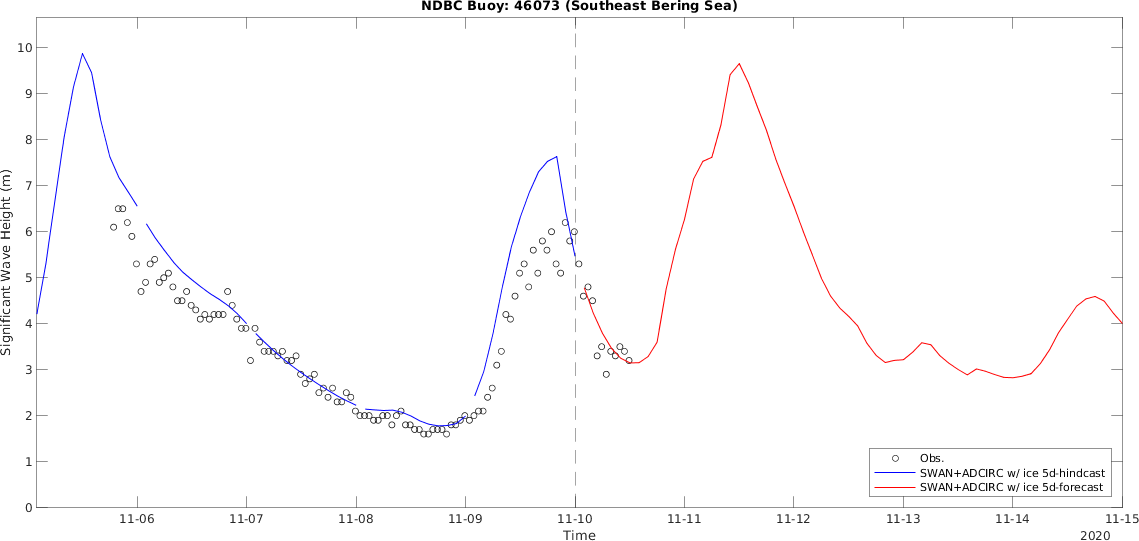 NDBC Buoy: 46073 (Southeast Bering Sea)
Significant Wave Height (m)
10
9
8
7
6
5
4
3
2
1
0
Obs.
SWAN+ADCIRC w/ ice 5d-hindcast
SWAN+ADCIRC w/ ice 5d-forecast
11-06 11-07 11-08 11-09 11-10 11-11 11-12 11-13 11-14 11-15
Time
2020